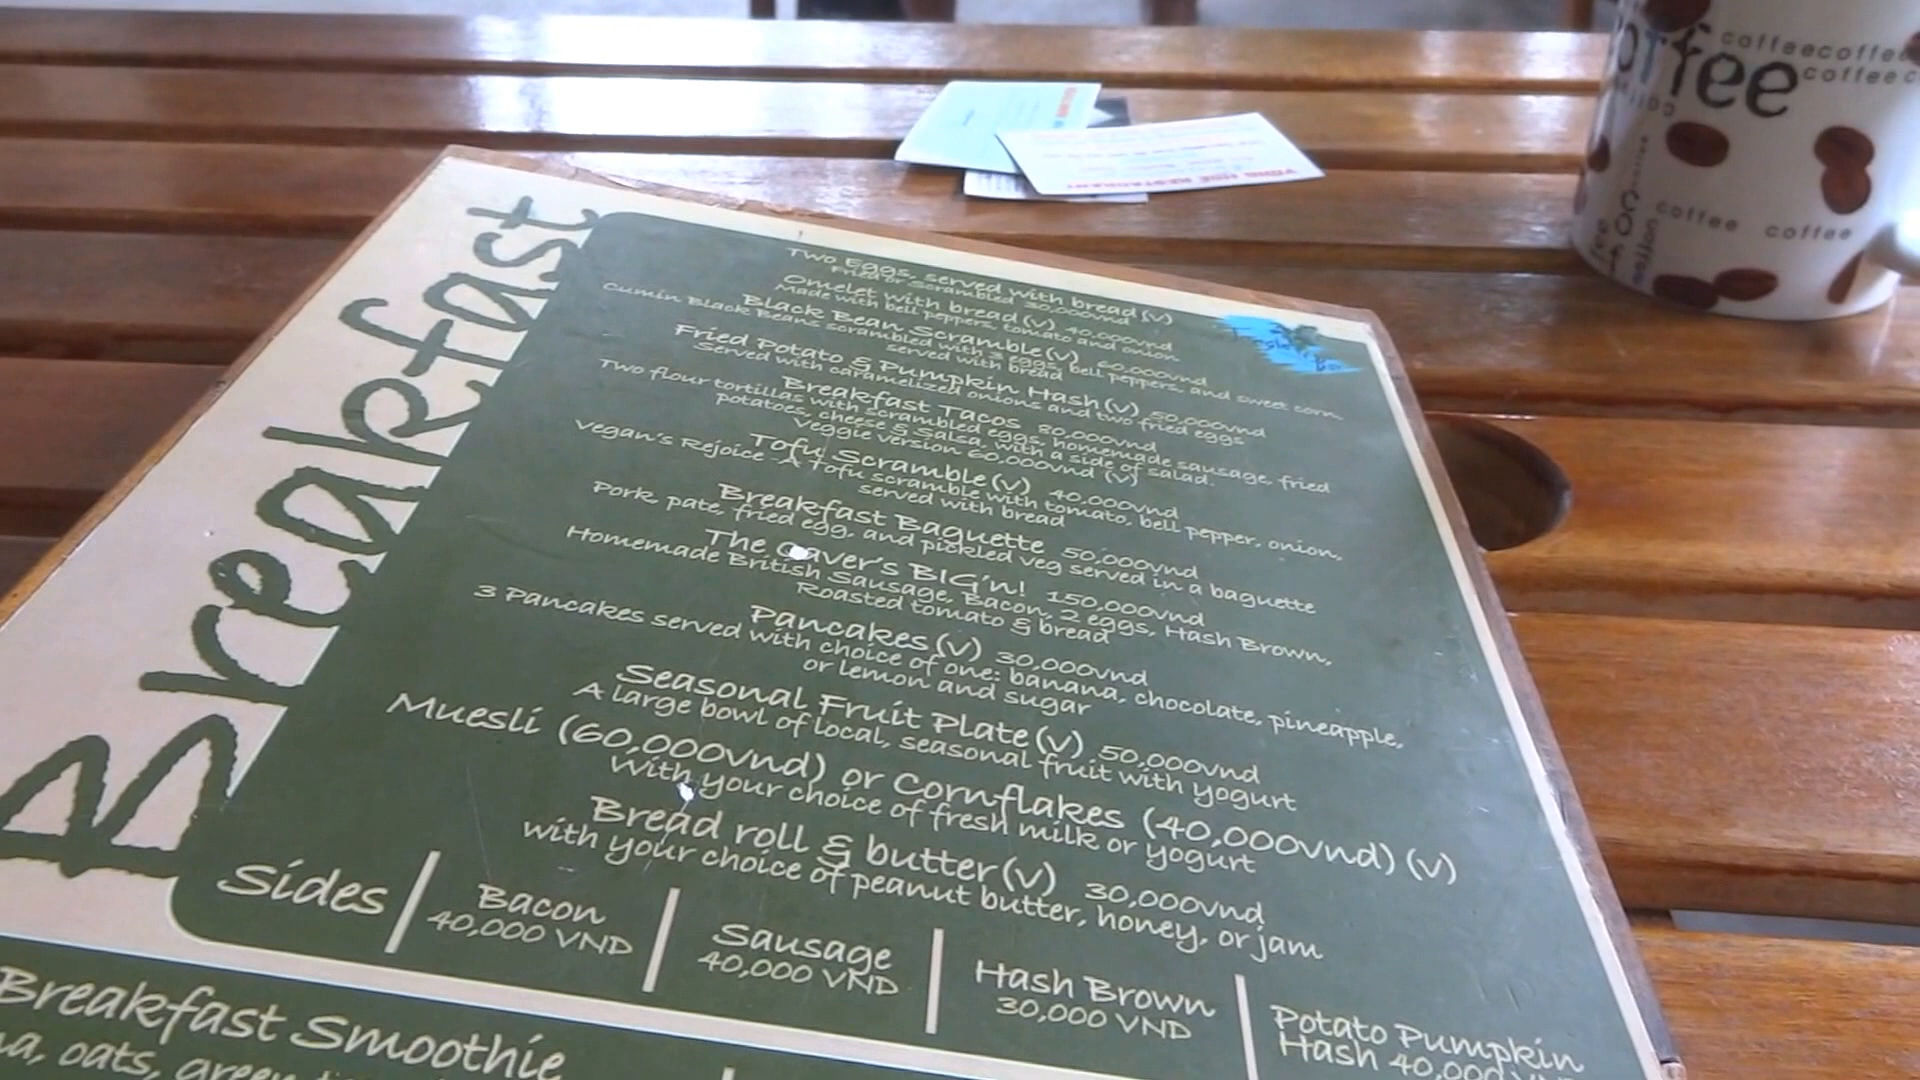 Breakfast
Two Eggs, served with bread (v)
Fried or Scrambled 30,000vnd
Omelet with bread (v) 40,000vnd
Made with bell peppers, tomato and onion
Black Bean Scramble (v) 60,000vnd
Cumin Black Beans scrambled with 3 eggs, bell peppers, and sweet corn
served with bread
Fried Potato & Pumpkin Hash (v) 50,000vnd
Served with caramelized onions and two fried eggs
Breakfast Tacos 80,000vnd
Two flour tortillas with scrambled eggs, homemade sausage, fried
potatoes, cheese & salsa, with a side of salad.
Veggie version 60,000vnd (v)
Tofu Scramble (v) 40,000vnd
Vegan's Rejoice - A Tofu scramble with tomato, bell pepper, onion,
served with bread
Breakfast Baguette 50,000vnd
Pork, pate, fried egg, and pickled veg served in a baguette
The Caver's BIG'n! 150,000vnd
Homemade British Sausage, Bacon, 2 eggs, Hash Brown,
Roasted tomato & bread
Pancakes (v) 30,000vnd
3 Pancakes served with choice of one: banana, chocolate, pineapple,
or lemon and sugar
Seasonal Fruit Plate (v) 50,000vnd
A large bowl of local, seasonal fruit with yogurt
Muesli (60,000vnd) or Cornflakes (40,000vnd) (v)
With your choice of fresh milk or yogurt
Bread roll & butter (v) 30,000vnd
with your choice of peanut butter, honey, or jam
Sides
Bacon
40,000 VND
Sausage
40,000 VND
Hash Brown
30,000 VND
Potato Pumpkin
Hash 40,000 VND
Breakfast Smoothie
oats, green
RESTAURANT
coffee
coffeecoffee
coffee
coffee coffee